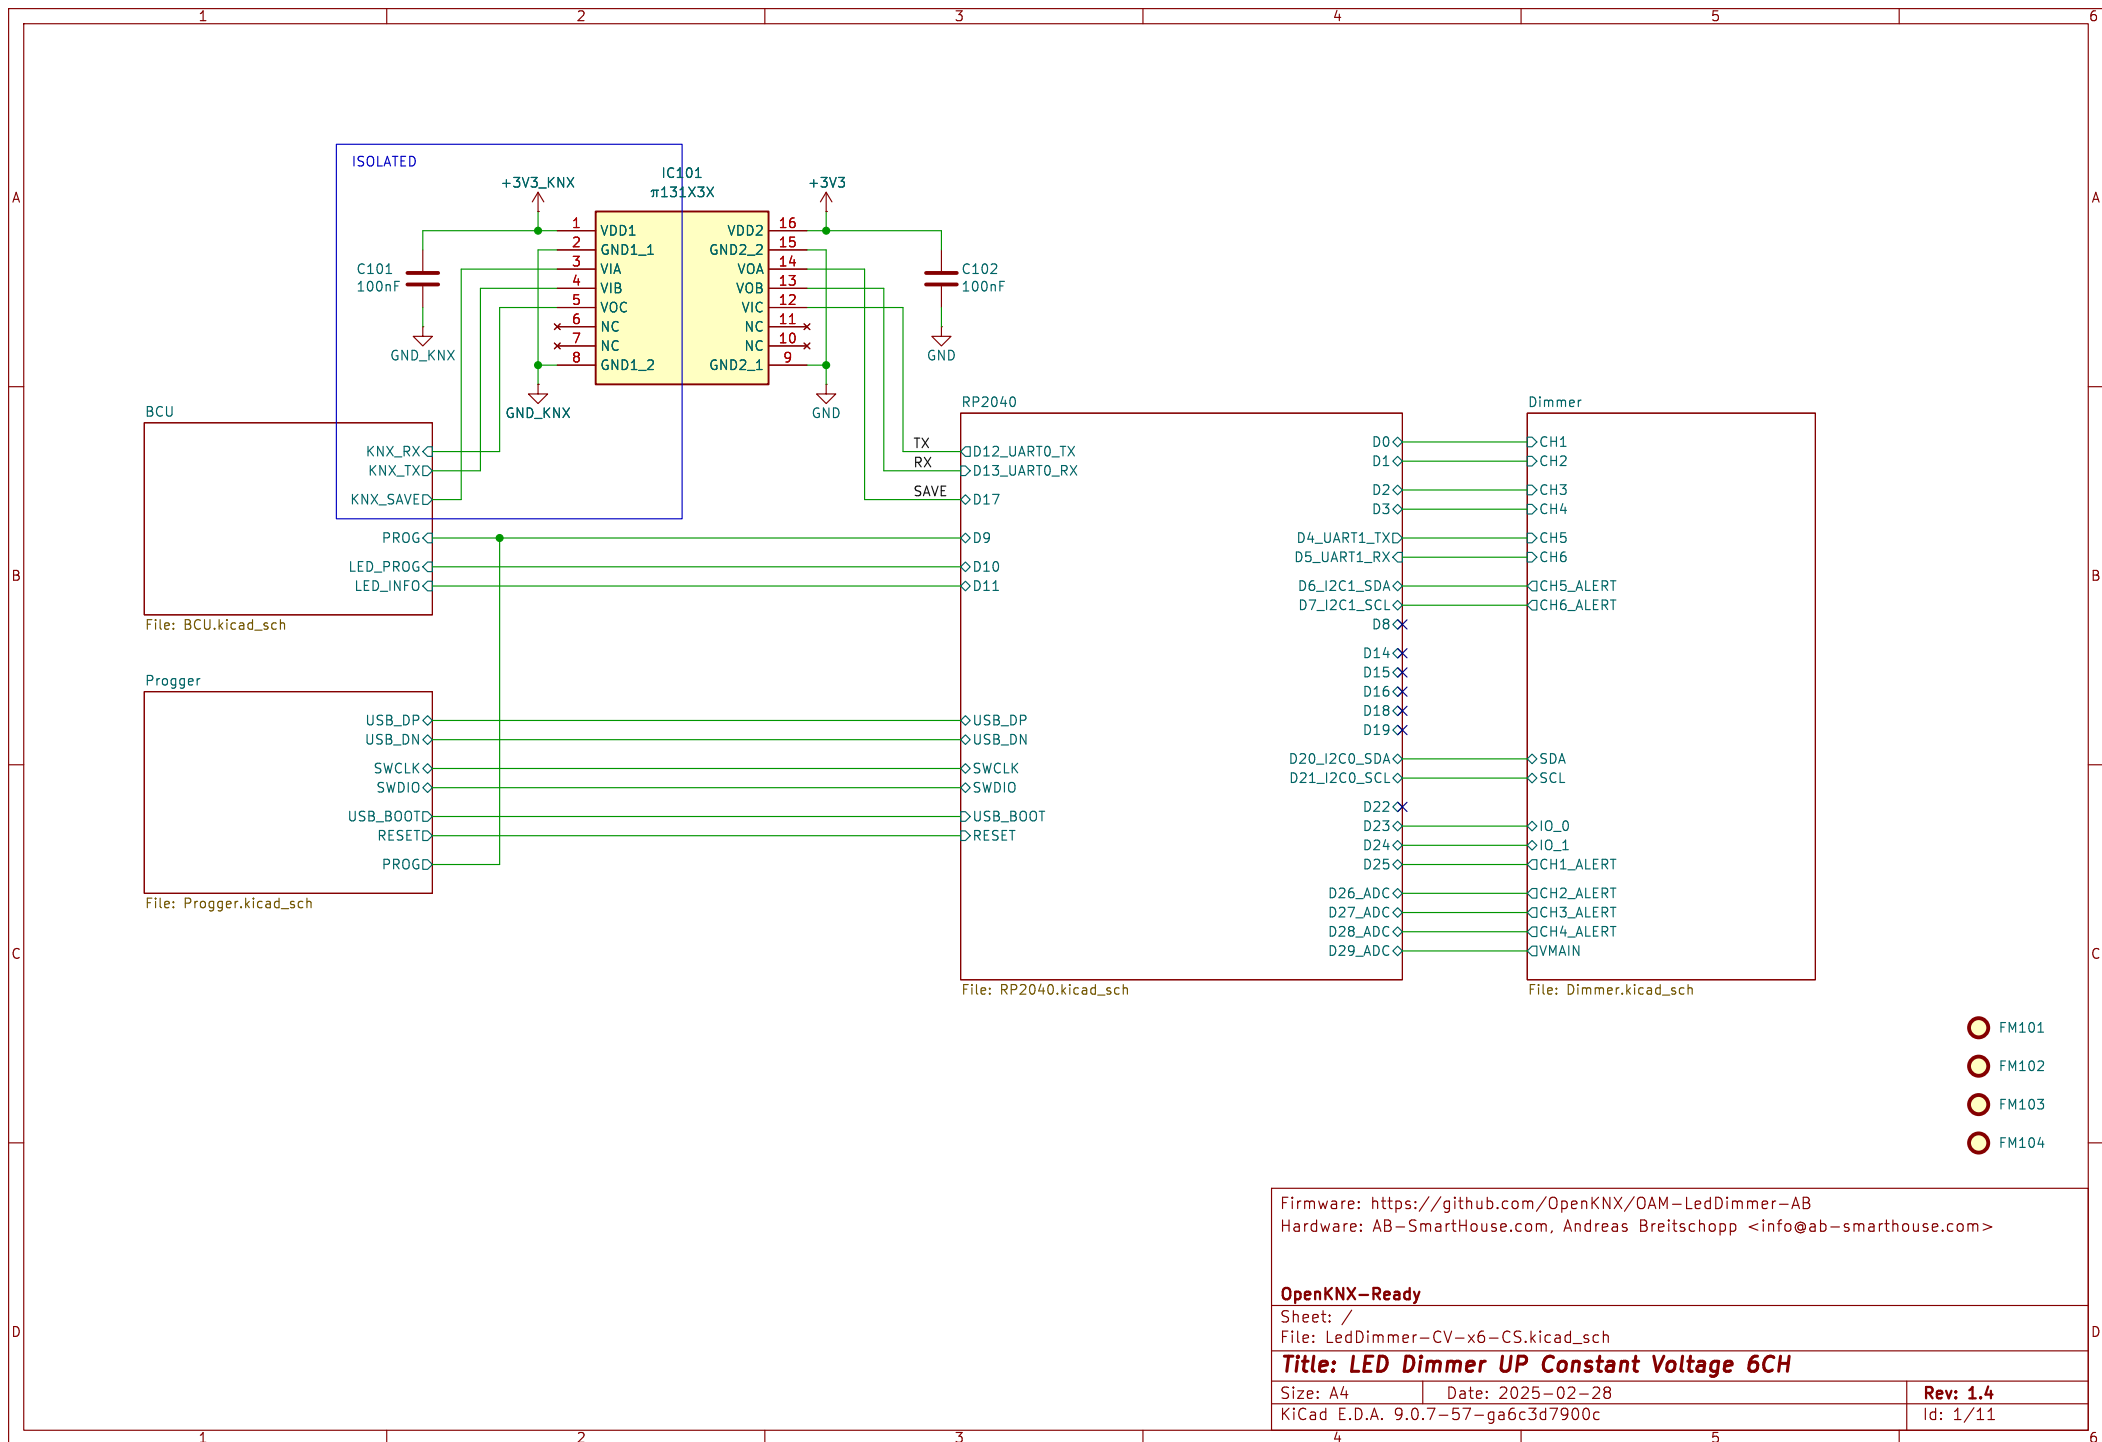 1 2 3 4 5 6
A A
B B
C C
D D
1 2 3 4 5 6
ISOLATED
+3V3_KNX
IC101
π131X3X
+3V3
1 VDD1
2 GND1_1
3 VIA
4 VIB
5 VOC
6 NC
7 NC
8 GND1_2
VDD2 16
GND2_2 15
VOA 14
VOB 13
VIC 12
NC 11
NC 10
GND2_1 9
C101
100nF
GND_KNX
GND_KNX
C102
100nF
GND
GND
BCU
KNX_RX
KNX_TX
KNX_SAVE
PROG
LED_PROG
LED_INFO
File: BCU.kicad_sch
Progger
USB_DP
USB_DN
SWCLK
SWDIO
USB_BOOT
RESET
PROG
File: Progger.kicad_sch
TX
RX
SAVE
RP2040
D12_UART0_TX
D13_UART0_RX
D17
D9
D10
D11
USB_DP
USB_DN
SWCLK
SWDIO
USB_BOOT
RESET
D0
D1
D2
D3
D4_UART1_TX
D5_UART1_RX
D6_I2C1_SDA
D7_I2C1_SCL
D8
D14
D15
D16
D18
D19
D20_I2C0_SDA
D21_I2C0_SCL
D22
D23
D24
D25
D26_ADC
D27_ADC
D28_ADC
D29_ADC
File: RP2040.kicad_sch
Dimmer
CH1
CH2
CH3
CH4
CH5
CH6
CH5_ALERT
CH6_ALERT
SDA
SCL
IO_0
IO_1
CH1_ALERT
CH2_ALERT
CH3_ALERT
CH4_ALERT
VMAIN
File: Dimmer.kicad_sch
FM101
FM102
FM103
FM104
Firmware: https://github.com/OpenKNX/OAM-LedDimmer-AB
Hardware: AB-SmartHouse.com, Andreas Breitschopp <info@ab-smarthouse.com>
OpenKNX-Ready
Sheet: /
File: LedDimmer-CV-x6-CS.kicad_sch
Title: LED Dimmer UP Constant Voltage 6CH
Size: A4 Date: 2025-02-28 Rev: 1.4
KiCad E.D.A. 9.0.7-57-ga6c3d7900c Id: 1/11